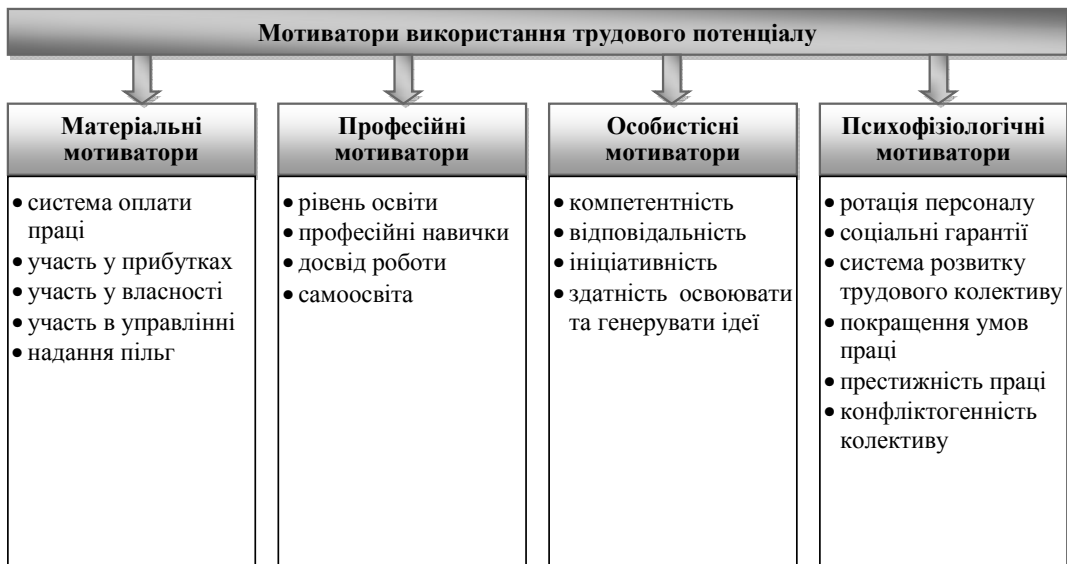 Мотиватори використання трудового потенціалу
Матеріальні
мотиватори
• система оплати
праці
• участь у прибутках
• участь у власності
• участь в управлінні
• надання пільг
Професійні
мотиватори
• рівень освіти
• професійні навички
• досвід роботи
• самоосвіта
Особистісні
мотиватори
• компетентність
• відповідальність
• ініціативність
• здатність освоювати
та генерувати ідеї
Психофізіологічні
мотиватори
• ротація персоналу
• соціальні гарантії
• система розвитку
трудового колективу
• покращення умов
праці
• престижність праці
• конфліктогенність
колективу